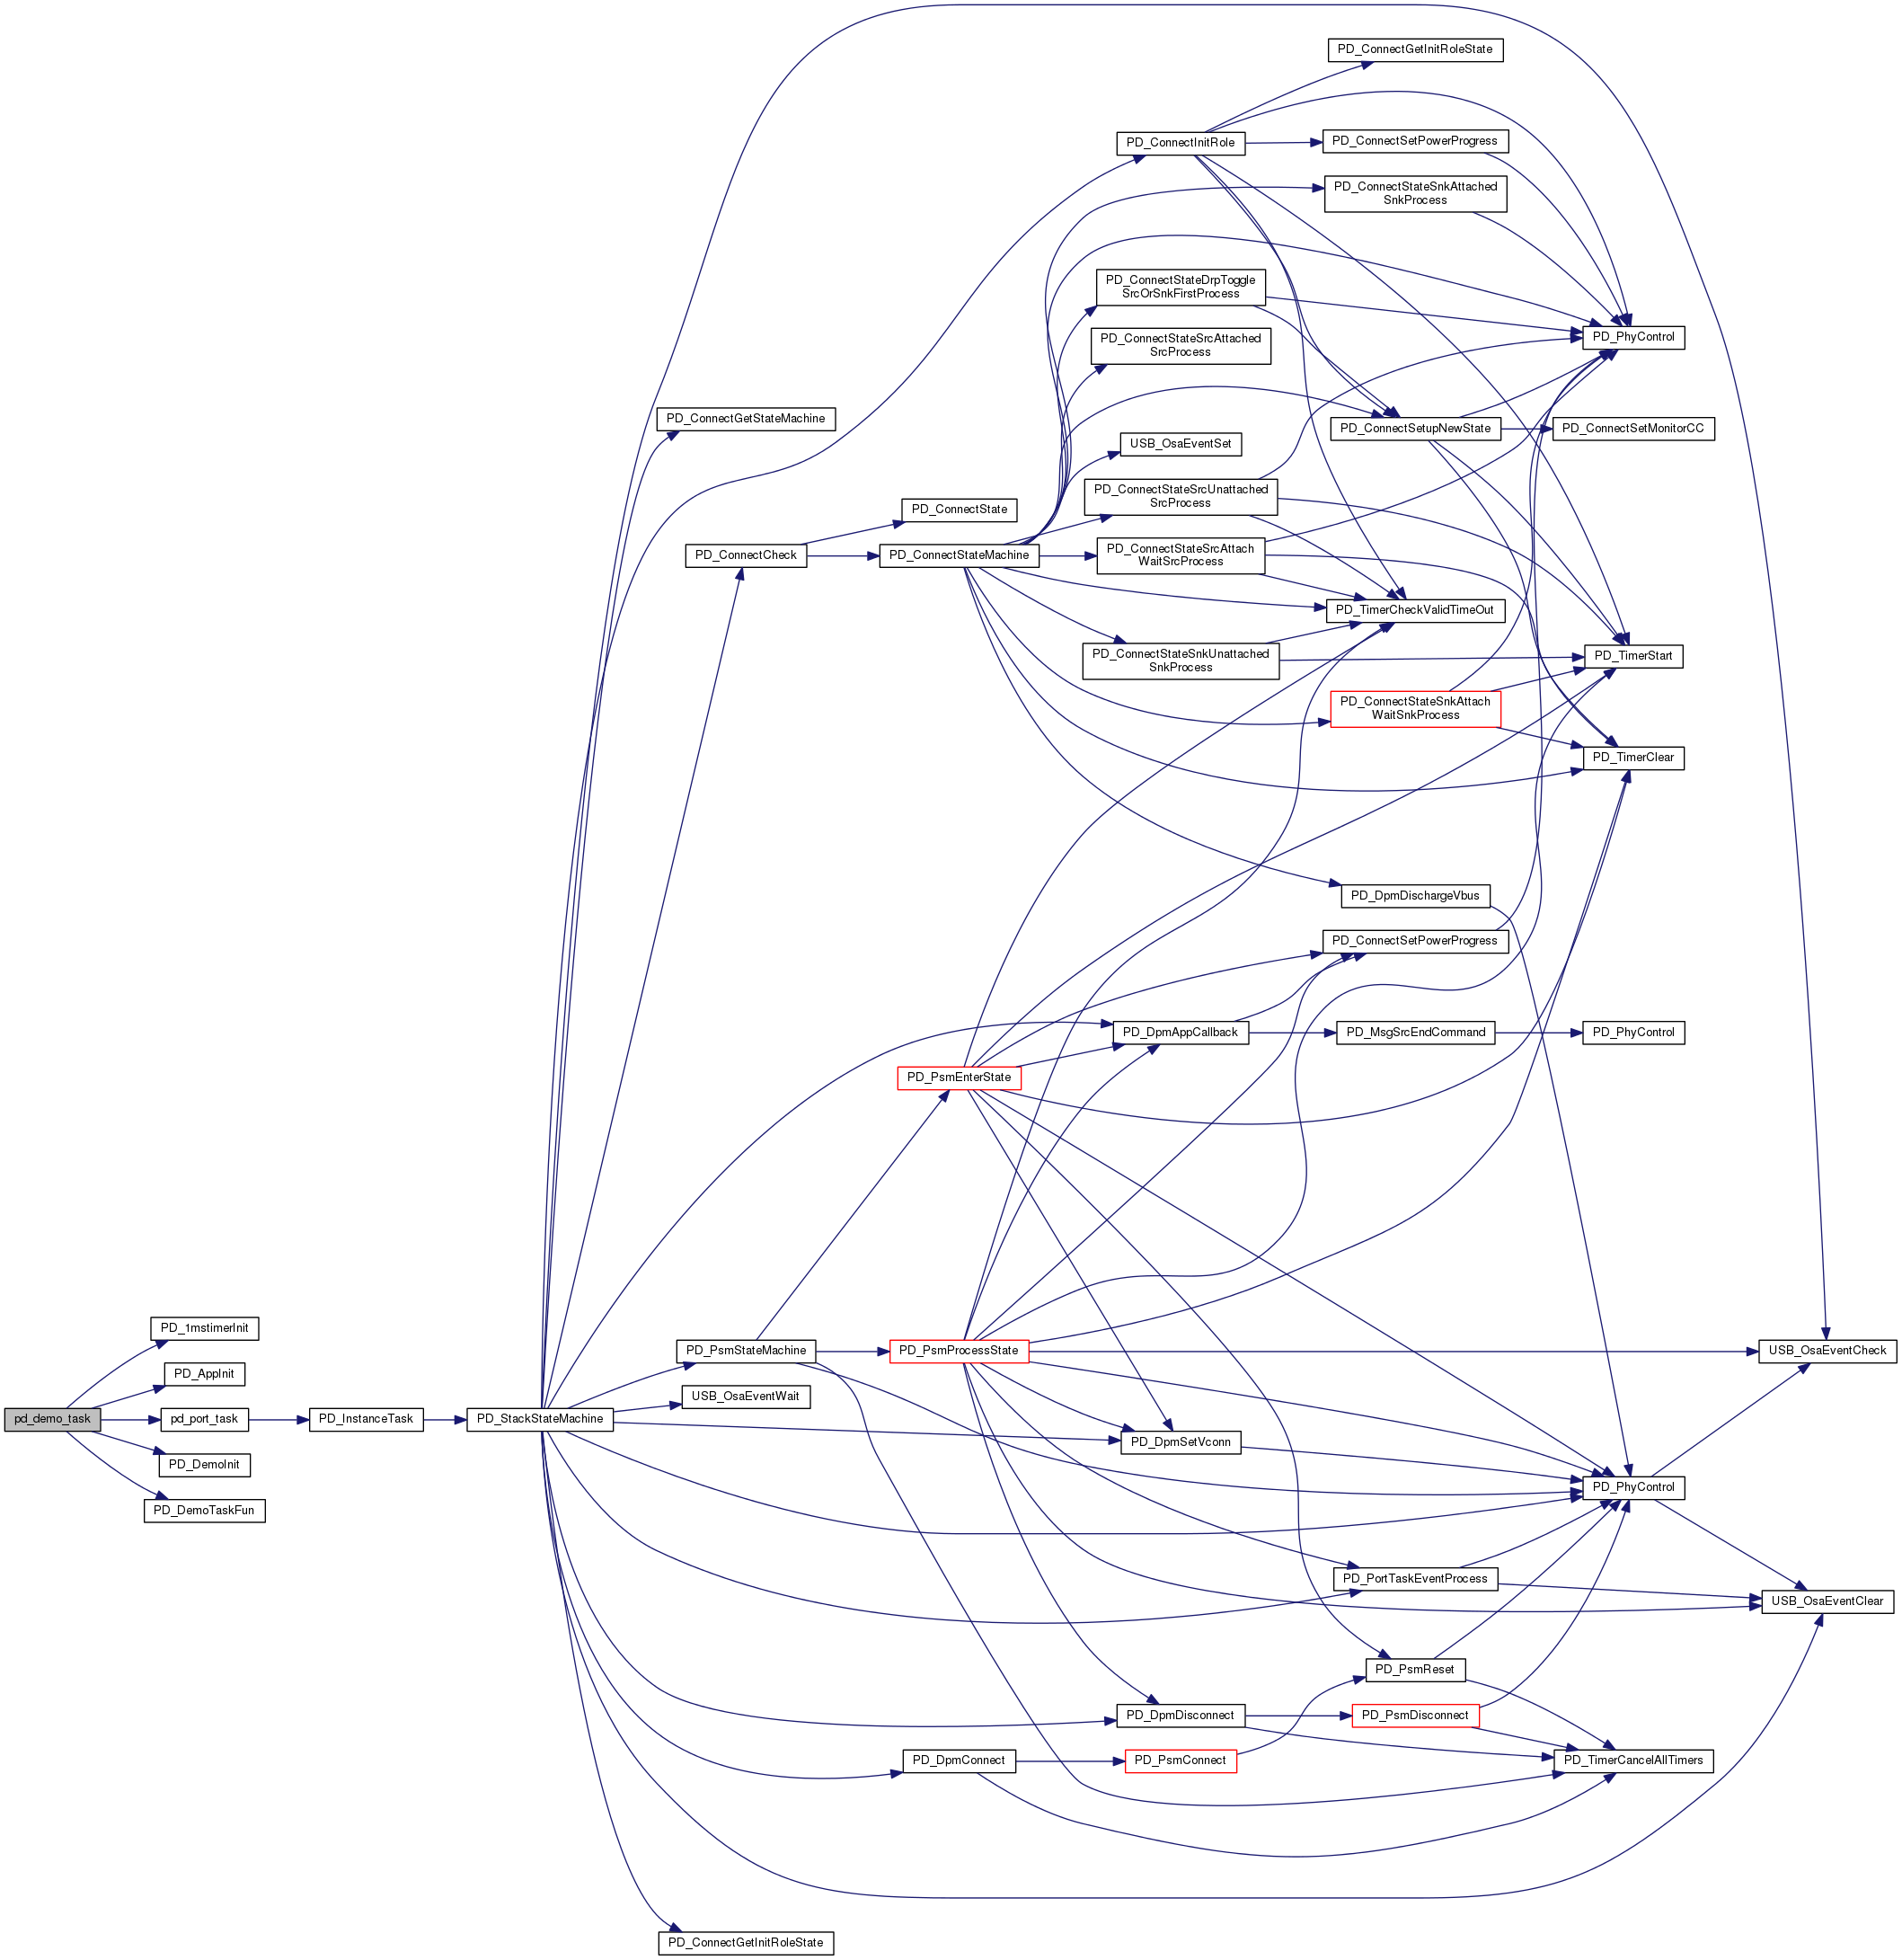 PD_ConnectGetInitRoleState
PD_ConnectInitRole
PD_ConnectSetPowerProgress
PD_ConnectStateSnkAttached
SnkProcess
PD_ConnectStateDrpToggle
SrcOrSnkFirstProcess
PD_ConnectStateSrcAttached
SrcProcess
PD_PhyControl
PD_ConnectGetStateMachine
PD_ConnectSetupNewState
PD_ConnectSetMonitorCC
USB_OsaEventSet
PD_ConnectStateSrcUnattached
SrcProcess
PD_ConnectState
PD_ConnectCheck
PD_ConnectStateMachine
PD_ConnectStateSrcAttach
WaitSrcProcess
PD_TimerCheckValidTimeOut
PD_ConnectStateSnkUnattached
SnkProcess
PD_TimerStart
PD_ConnectStateSnkAttach
WaitSnkProcess
PD_TimerClear
PD_DpmDischargeVbus
PD_ConnectSetPowerProgress
PD_DpmAppCallback
PD_MsgSrcEndCommand
PD_PhyControl
PD_PsmEnterState
PD_1mstimerInit
PD_PsmStateMachine
PD_PsmProcessState
USB_OsaEventCheck
PD_AppInit
USB_OsaEventWait
pd_demo_task
pd_port_task
PD_InstanceTask
PD_StackStateMachine
PD_DpmSetVconn
PD_DemoInit
PD_PhyControl
PD_DemoTaskFun
PD_PortTaskEventProcess
USB_OsaEventClear
PD_PsmReset
PD_DpmDisconnect
PD_PsmDisconnect
PD_DpmConnect
PD_PsmConnect
PD_TimerCancelAllTimers
PD_ConnectGetInitRoleState